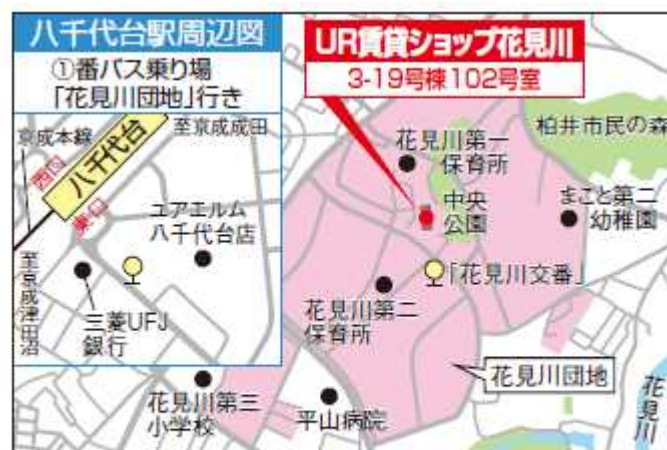 八千代台駅周辺図
①番バス乗り場
「花見川団地」行き
京成本線
至京成成田
西口
八千代台
東口
ユアエルム
八千代台店
至京成津田沼
三菱UFJ
銀行
UR賃貸ショップ花見川
3-19号棟102号室
花見川第一
保育所
柏井市民の森
中央
公園
まこと第二
幼稚園
「花見川交番」
花見川第二
保育所
花見川団地
花見川第三
小学校
平山病院
花見川